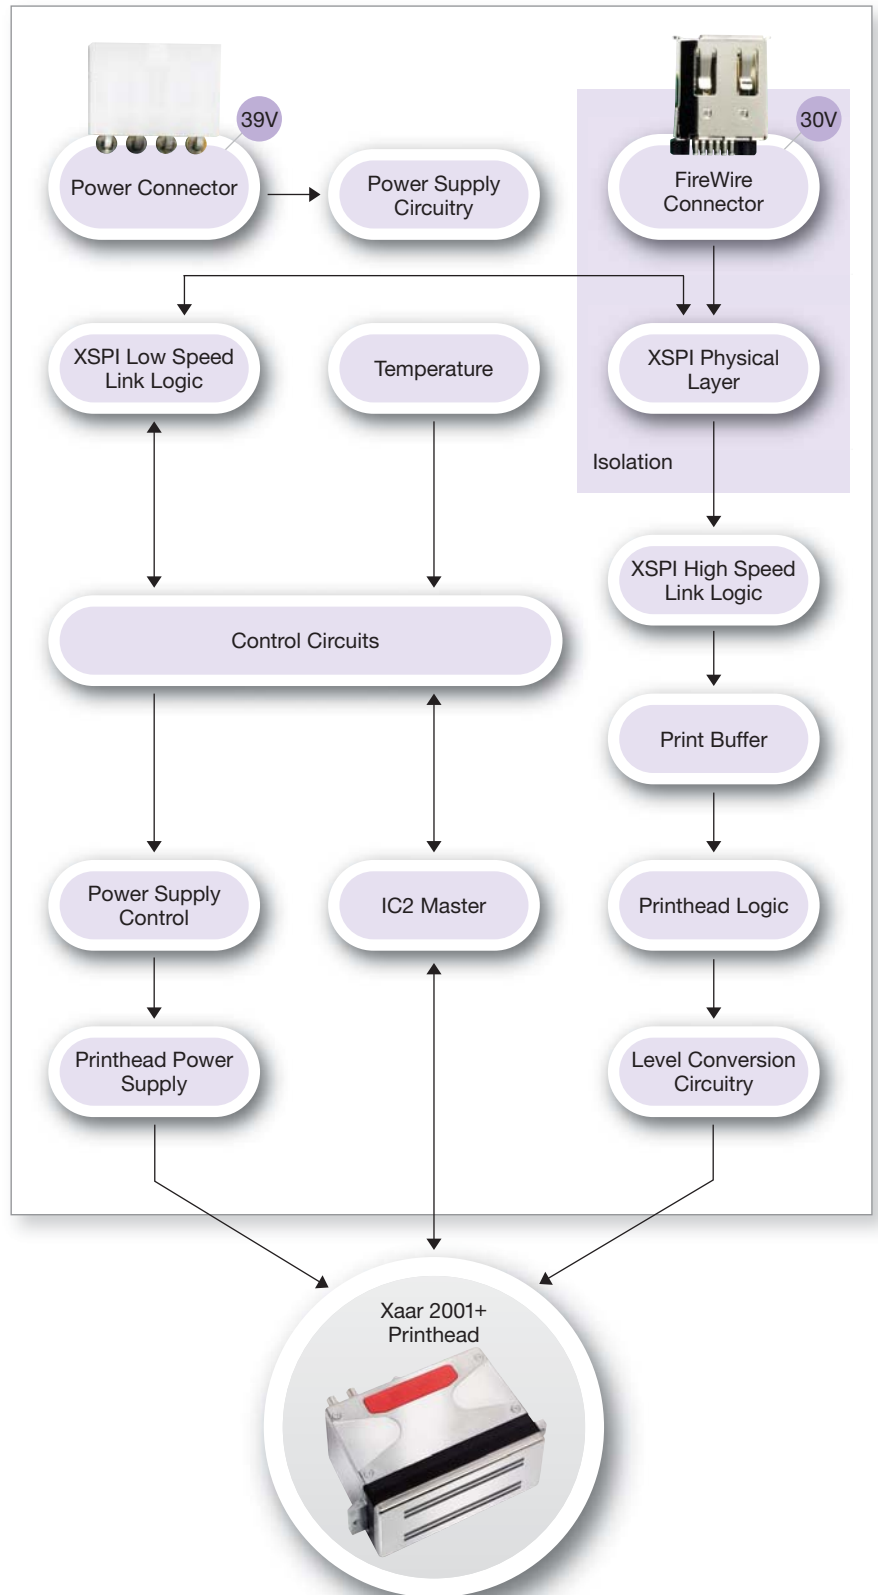 39V
30V
Power Connector
Power Supply
Circuitry
FireWire
Connector
XSPI Low Speed
Link Logic
Temperature
XSPI Physical
Layer
Isolation
XSPI High Speed
Link Logic
Control Circuits
Print Buffer
Power Supply
Control
IC2 Master
Printhead Logic
Printhead Power
Supply
Level Conversion
Circuitry
Xaar 2001+
Printhead